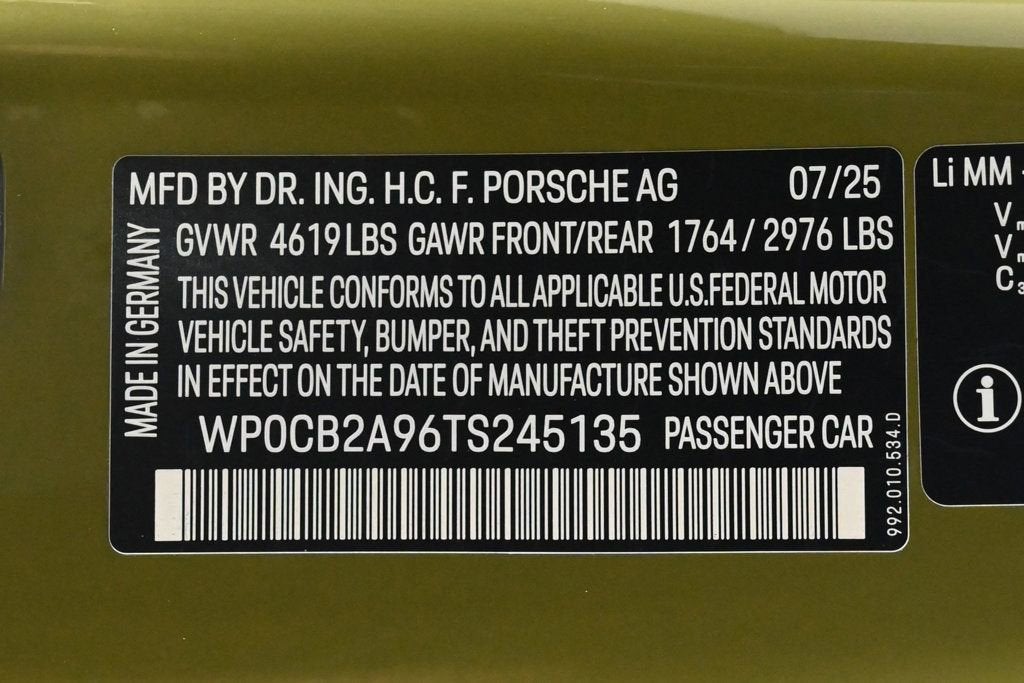 MFD BY DR. ING. H.C. F. PORSCHE AG 07/25
MADE IN GERMANY
GVWR 4619 LBS GAWR FRONT/REAR 1764 / 2976 LBS
THIS VEHICLE CONFORMS TO ALL APPLICABLE U.S.FEDERAL MOTOR
VEHICLE SAFETY, BUMPER, AND THEFT PREVENTION STANDARDS
IN EFFECT ON THE DATE OF MANUFACTURE SHOWN ABOVE
WP0CB2A96TS245135 PASSENGER CAR
992.010.534.D
Li MM
V
V
C
i